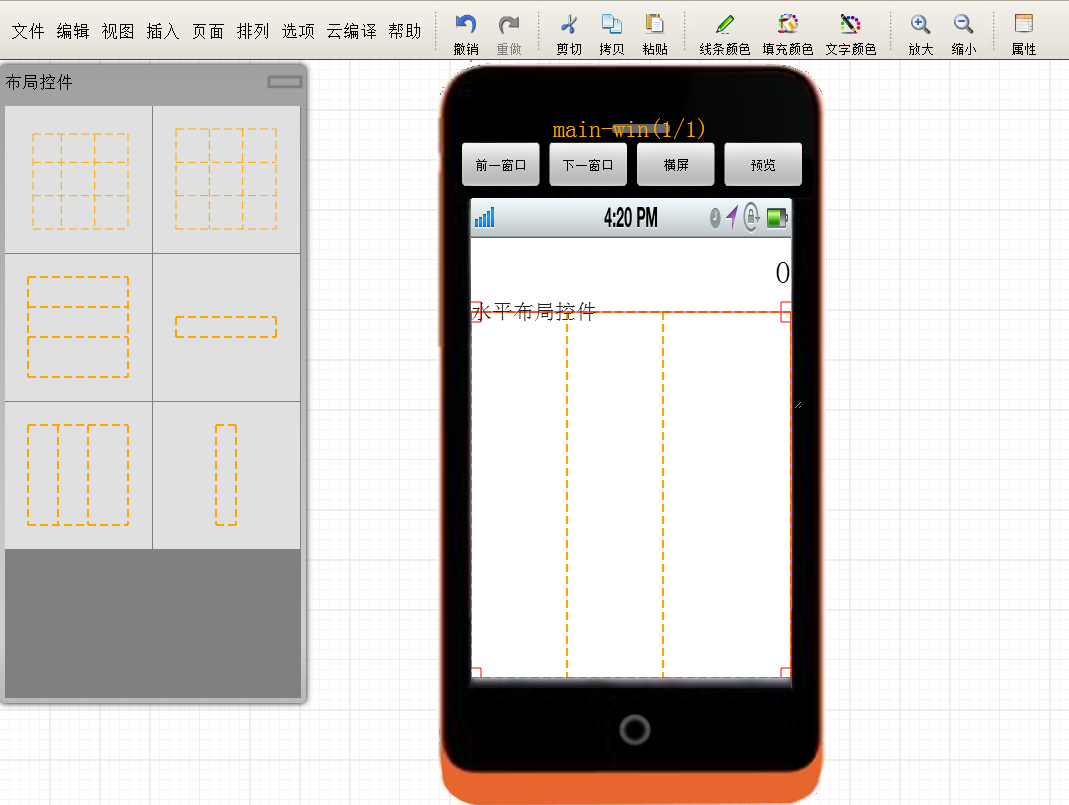 文件 编辑 视图 插入 页面 排列 选项 云编译 帮助
撤销 重做 剪切 拷贝 粘贴 线条颜色 填充颜色 文字颜色 放大 缩小 属性
布局控件
main-win(1/1)
前一窗口 下一窗口 横屏 预览
4:20 PM
0
水平布局控件